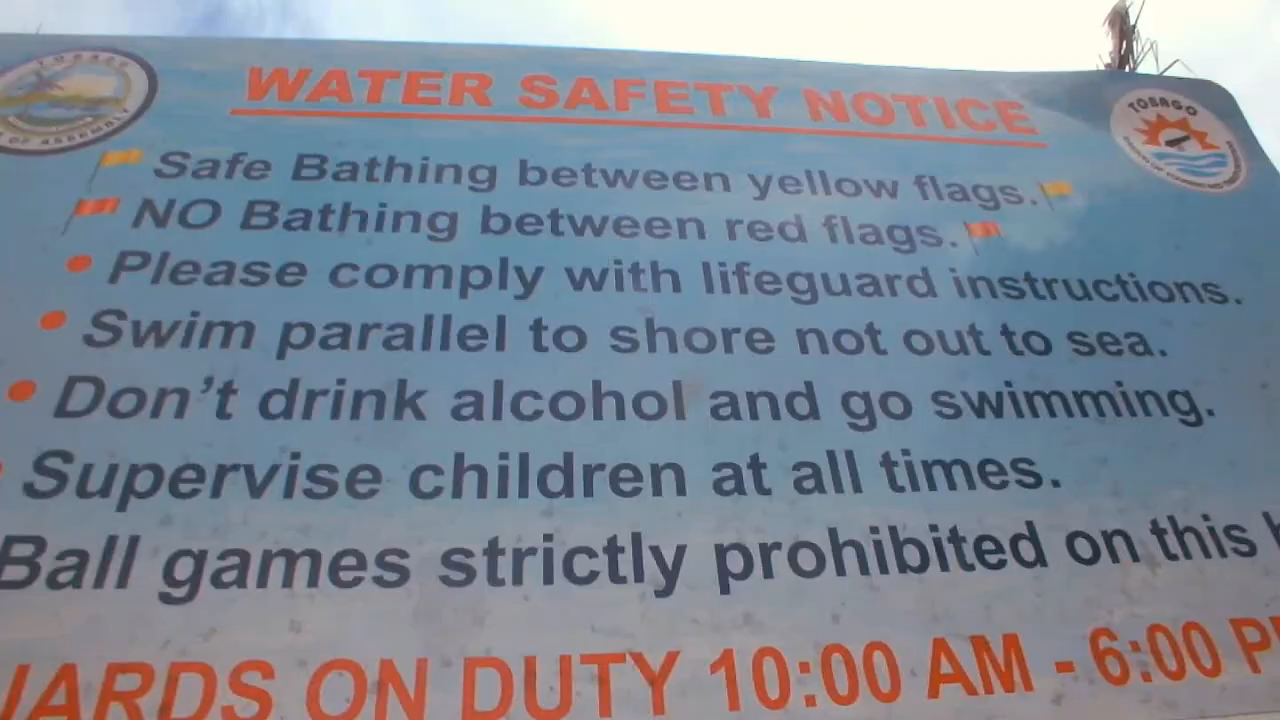 WATER SAFETY NOTICE
TOBAGO
Safe Bathing between yellow flags.
NO Bathing between red flags.
• Please comply with lifeguard instructions.
• Swim parallel to shore not out to sea.
• Don't drink alcohol and go swimming.
Supervise children at all times.
Ball games strictly prohibited on this
ON DUTY 10:00 AM - 6:00